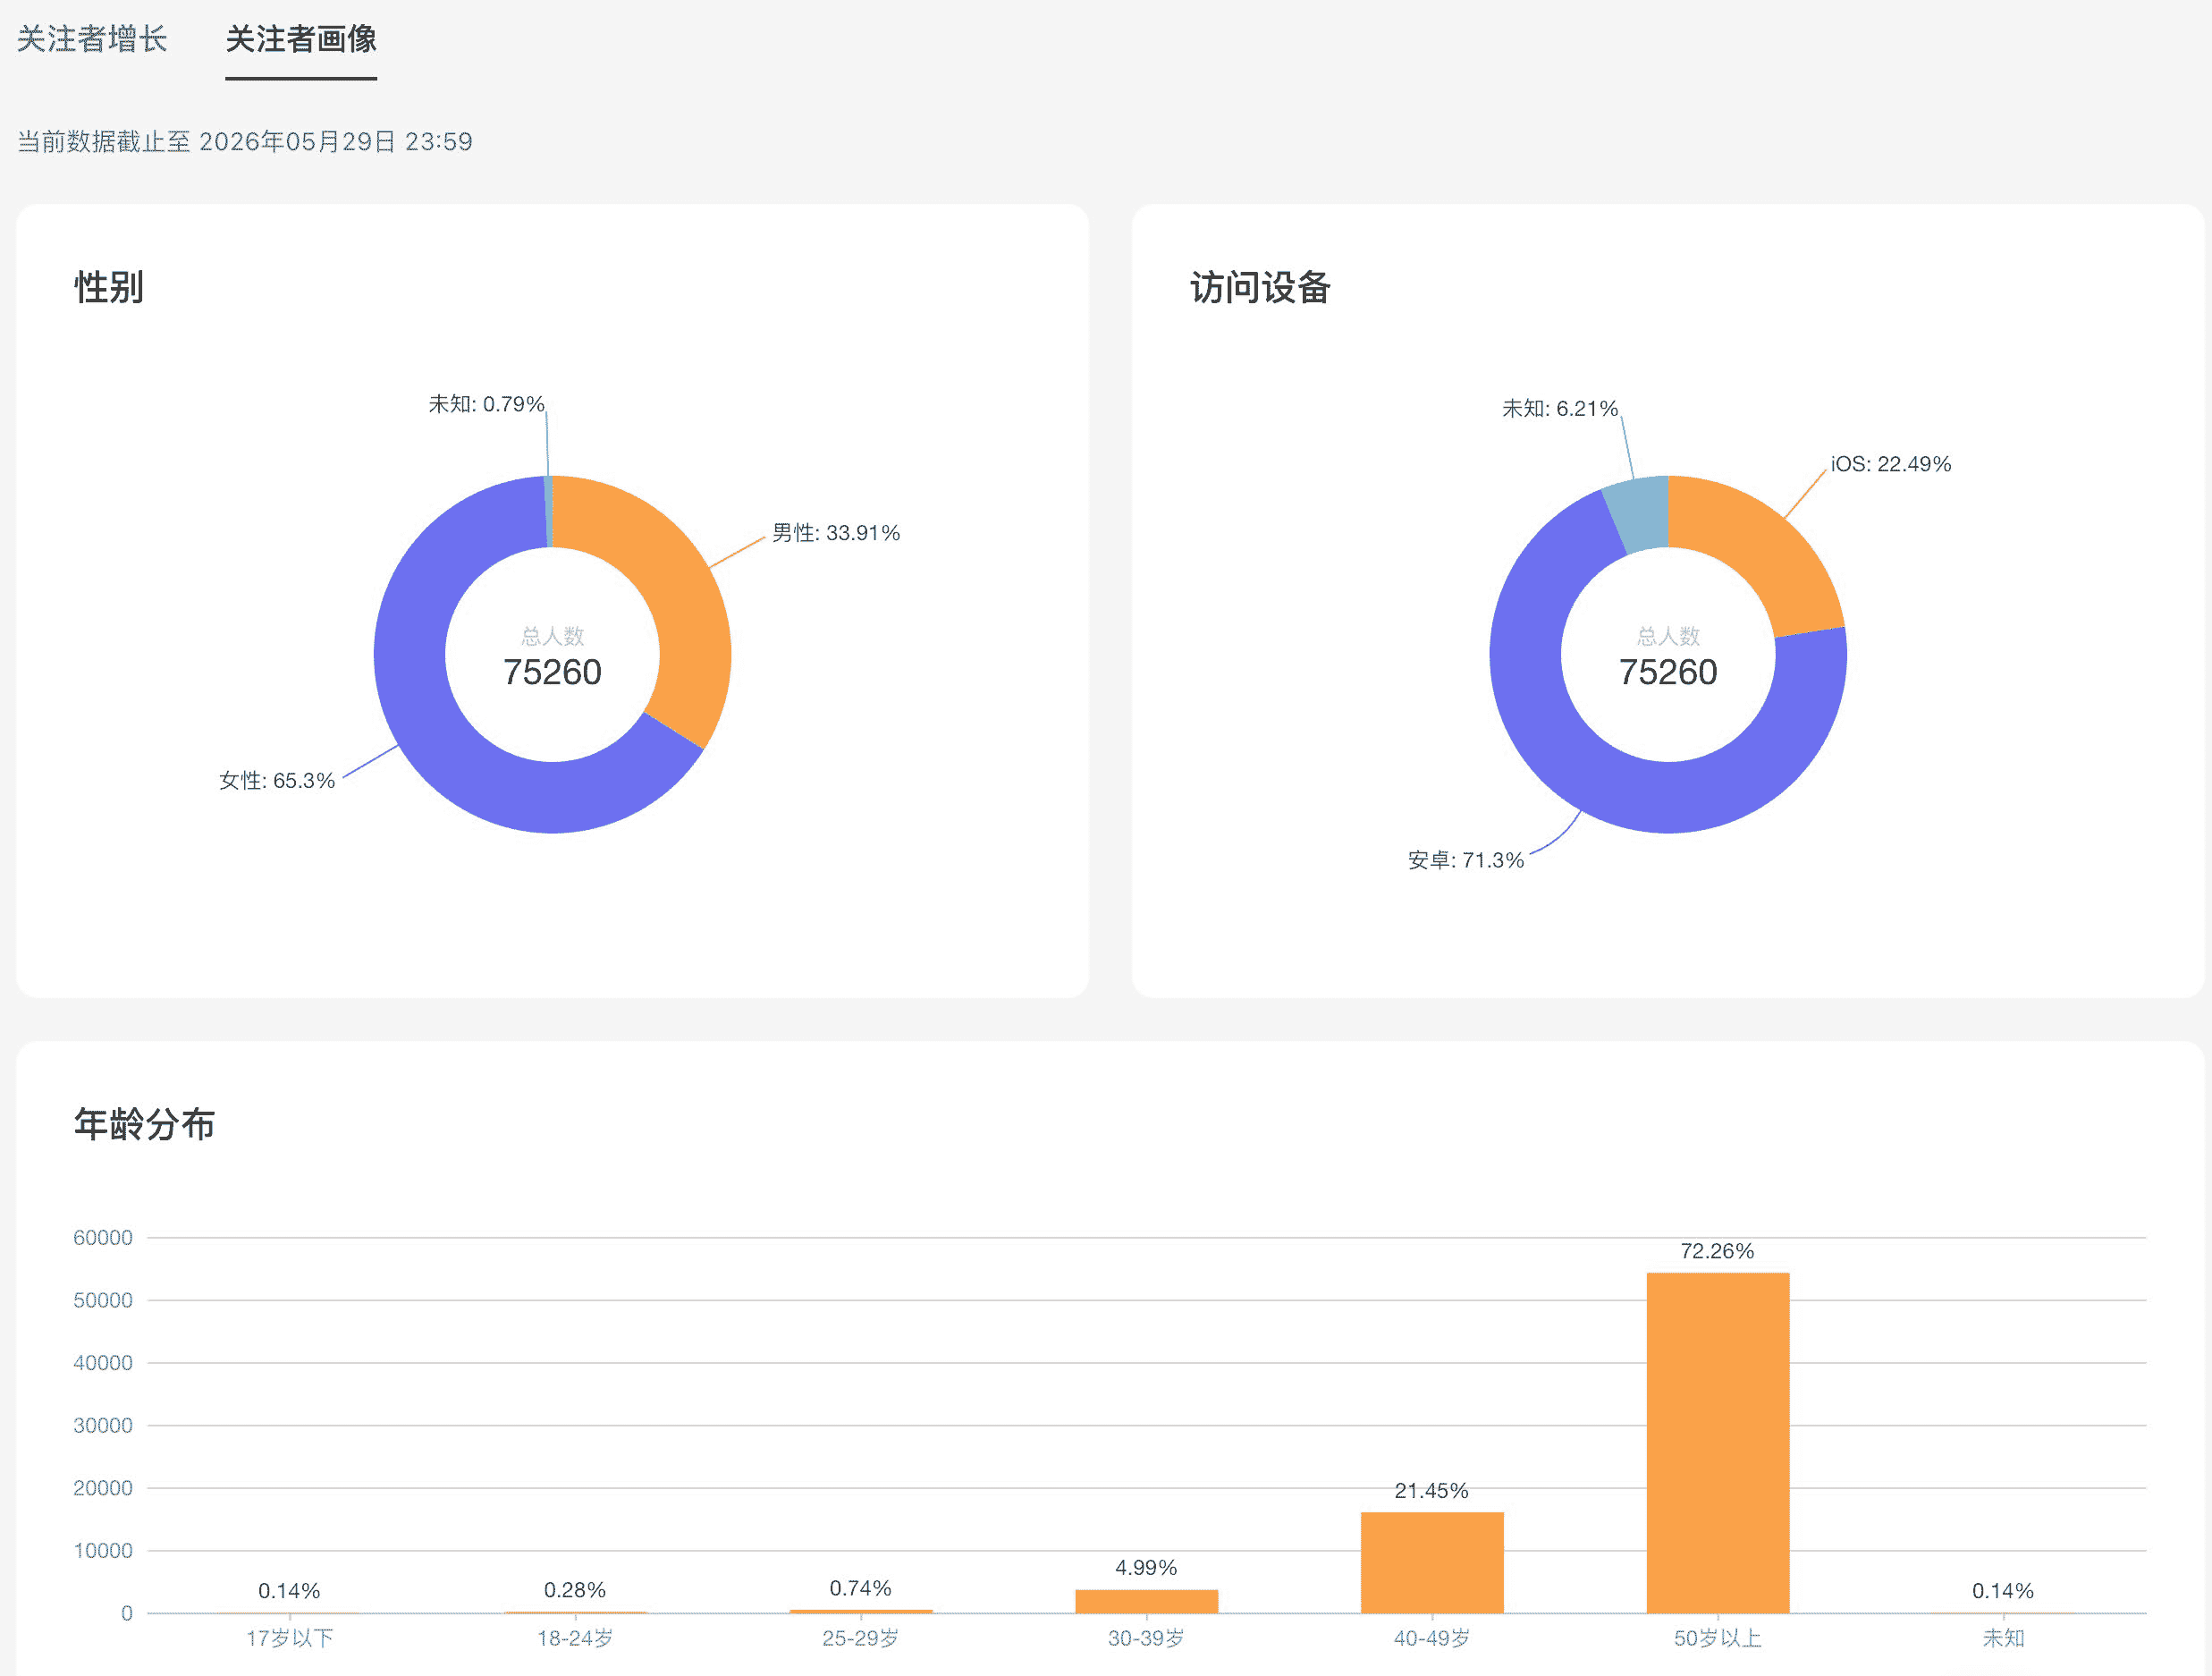 关注者增长 关注者画像
当前数据截止至 2026年05月29日 23:59
性别
未知: 0.79%
男性: 33.91%
总人数
75260
女性: 65.3%
访问设备
未知: 6.21%
iOS: 22.49%
总人数
75260
安卓: 71.3%
年龄分布
60000
50000
40000
30000
20000
10000
0
0.14%
0.28%
0.74%
4.99%
21.45%
72.26%
0.14%
17岁以下 18-24岁 25-29岁 30-39岁 40-49岁 50岁以上 未知